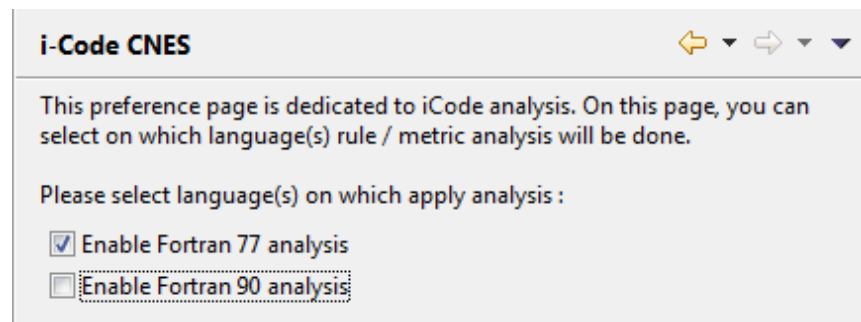 i-Code CNES
This preference page is dedicated to iCode analysis. On this page, you can
select on which language(s) rule / metric analysis will be done.
Please select language(s) on which apply analysis :
Enable Fortran 77 analysis
Enable Fortran 90 analysis